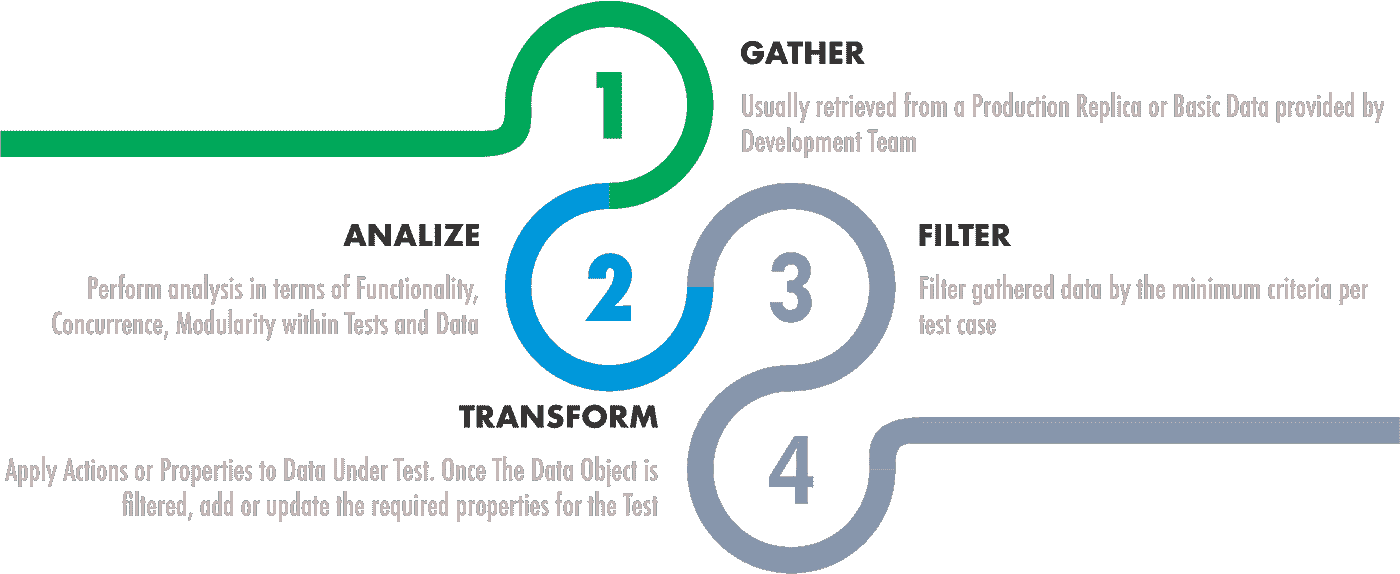 1
GATHER
Usually retrieved from a Production Replica or Basic Data provided by
Development Team
2
ANALIZE
Perform analysis in terms of Functionality,
Concurrence, Modularity within Tests and Data
3
FILTER
Filter gathered data by the minimum criteria per
test case
4
TRANSFORM
Apply Actions or Properties to Data Under Test. Once The Data Object is
filtered, add or update the required properties for the Test